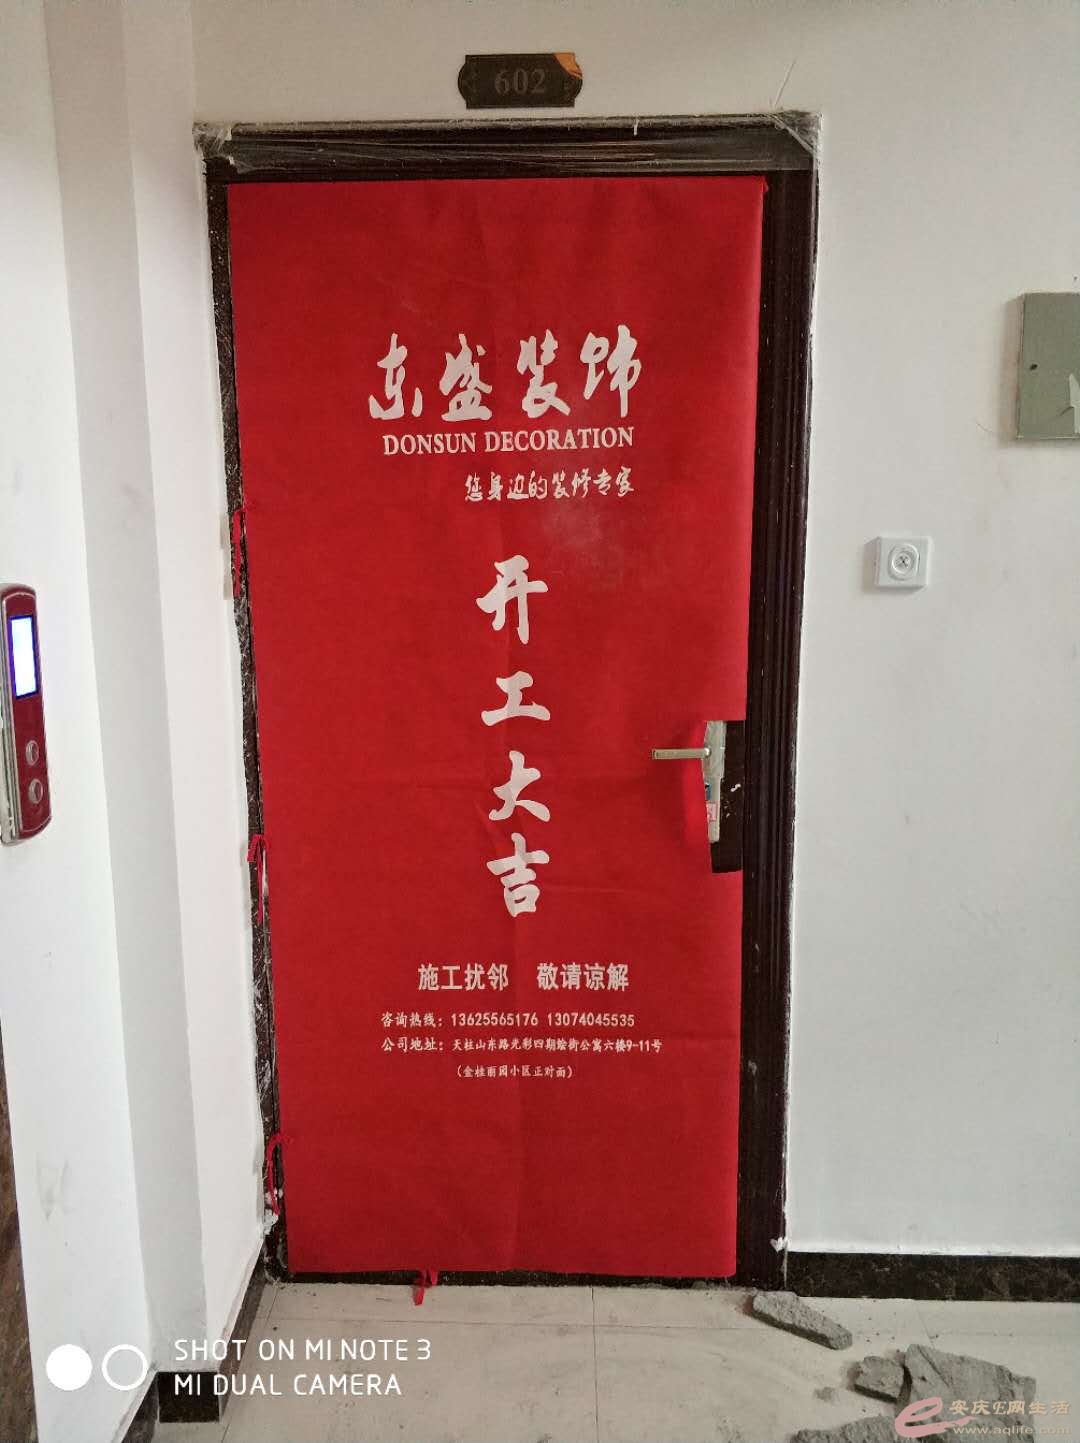 602
东盛装饰
DONSUN DECORATION
您身边的装修专家
开
工
大
吉
施工扰邻 敬请谅解
咨询热线：13625565176 13074045535
公司地址：天柱山东路光彩四期绘街公寓六楼9-11号
（金桂丽园小区正对面）
SHOT ON MI NOTE 3
MI DUAL CAMERA
安庆E网生活
www.aqlife.com